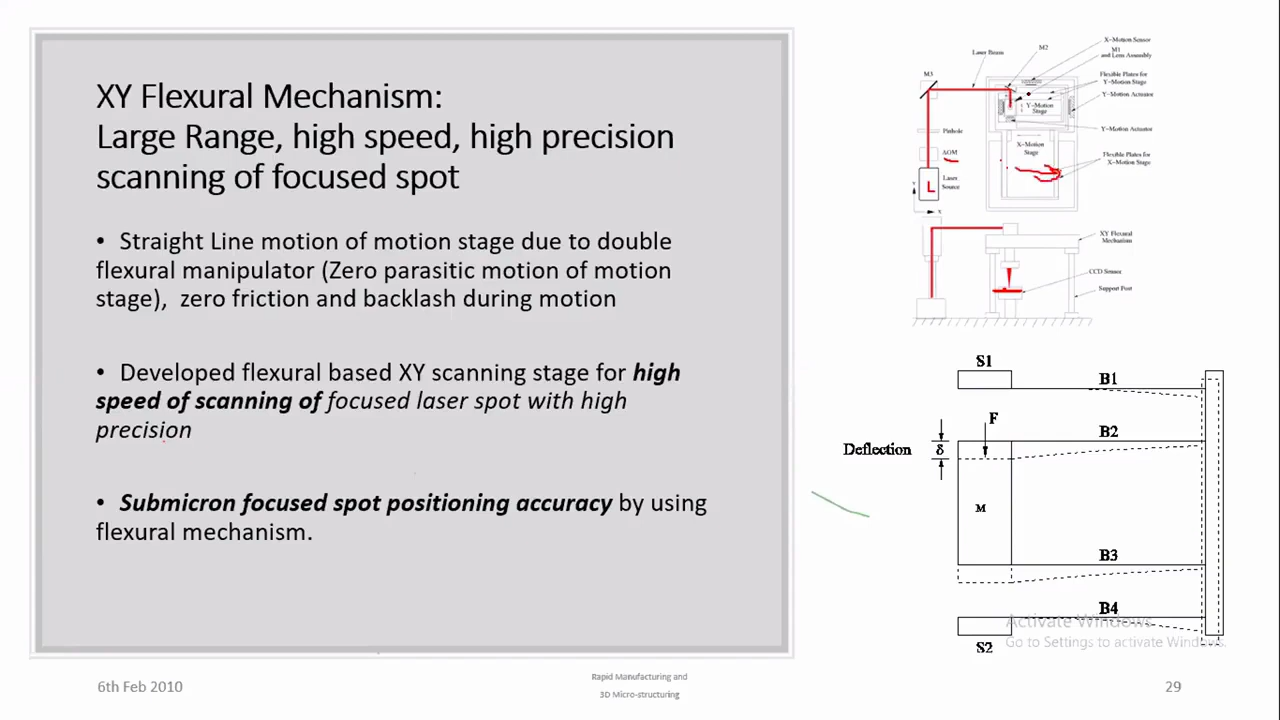 XY Flexural Mechanism:
Large Range, high speed, high precision
scanning of focused spot
• Straight Line motion of motion stage due to double
flexural manipulator (Zero parasitic motion of motion
stage), zero friction and backlash during motion
• Developed flexural based XY scanning stage for high
speed of scanning of focused laser spot with high
precision
• Submicron focused spot positioning accuracy by using
flexural mechanism.
X-Motion Sensor
M1
and Lens Assembly
M2
Laser Beam
M3
Flexible Plates for
Y-Motion Stage
Y-Motion Actuator
Y-Motion
Stage
Pinhole
Y-Motion Actuator
AOM
X-Motion
Stage
Flexible Plates for
X-Motion Stage
Laser
Source
L
Y
X
XY Flexural
Mechanism
CCD Sensor
Support Post
S1
B1
F
B2
Deflection
δ
M
B3
B4
S2
Activate Windows
Go to Settings to activate Windows.
6th Feb 2010
Rapid Manufacturing and
3D Micro-structuring
29